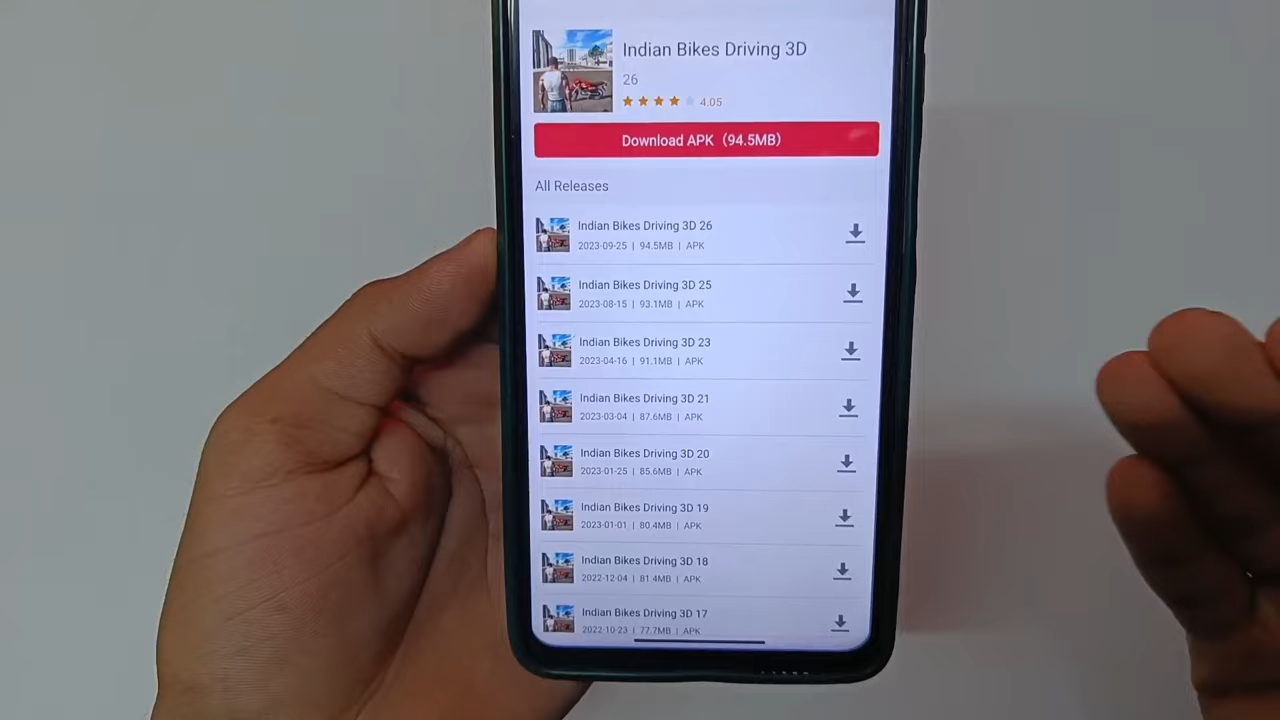 Indian Bikes Driving 3D
26
4.05
Download APK (94.5MB)
All Releases
Indian Bikes Driving 3D 26
2023-09-25 | 94.5MB | APK
Indian Bikes Driving 3D 25
2023-08-15 | 93.1MB | APK
Indian Bikes Driving 3D 23
2023-04-16 | 91.1MB | APK
Indian Bikes Driving 3D 21
2023-03-04 | 87.6MB | APK
Indian Bikes Driving 3D 20
2023-01-25 | 85.6MB | APK
Indian Bikes Driving 3D 19
2023-01-01 | 80.4MB | APK
Indian Bikes Driving 3D 18
2022-12-04 | 81.4MB | APK
Indian Bikes Driving 3D 17
2022-10-23 | 77.7MB | APK